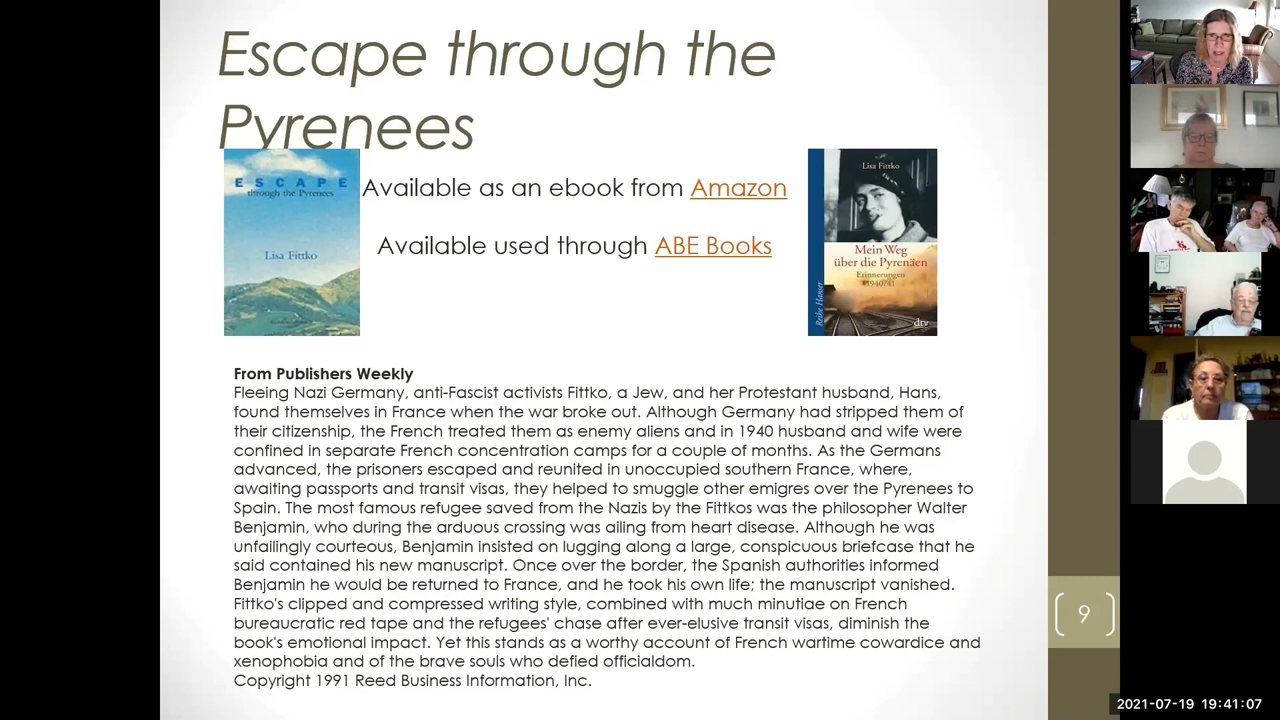 Escape through the
Pyrenees
ESCAPE
through the Pyrenees
Lisa Fittko
Available as an ebook from Amazon
Available used through ABE Books
Lisa Fittko
Mein Weg
über die Pyrenäen
Erinnerungen
1940/41
Reihe Hanser
dtv
From Publishers Weekly
Fleeing Nazi Germany, anti-Fascist activists Fittko, a Jew, and her Protestant husband, Hans,
found themselves in France when the war broke out. Although Germany had stripped them of
their citizenship, the French treated them as enemy aliens and in 1940 husband and wife were
confined in separate French concentration camps for a couple of months. As the Germans
advanced, the prisoners escaped and reunited in unoccupied southern France, where,
awaiting passports and transit visas, they helped to smuggle other emigres over the Pyrenees to
Spain. The most famous refugee saved from the Nazis by the Fittkos was the philosopher Walter
Benjamin, who during the arduous crossing was ailing from heart disease. Although he was
unfailingly courteous, Benjamin insisted on lugging along a large, conspicuous briefcase that he
said contained his new manuscript. Once over the border, the Spanish authorities informed
Benjamin he would be returned to France, and he took his own life; the manuscript vanished.
Fittko's clipped and compressed writing style, combined with much minutiae on French
bureaucratic red tape and the refugees' chase after ever-elusive transit visas, diminish the
book's emotional impact. Yet this stands as a worthy account of French wartime cowardice and
xenophobia and of the brave souls who defied officialdom.
Copyright 1991 Reed Business Information, Inc.
9
2021-07-19 19:41:07